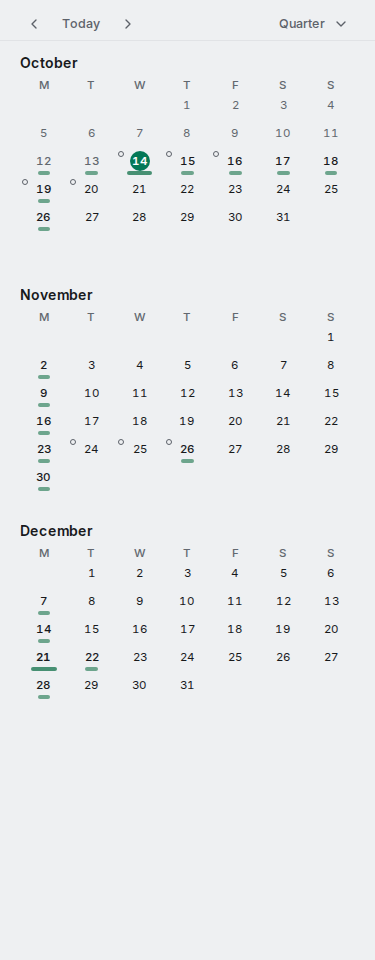 Today Quarter
October
M T W T F S S
1 2 3 4
5 6 7 8 9 10 11
12 13 14 15 16 17 18
19 20 21 22 23 24 25
26 27 28 29 30 31
November
M T W T F S S
1
2 3 4 5 6 7 8
9 10 11 12 13 14 15
16 17 18 19 20 21 22
23 24 25 26 27 28 29
30
December
M T W T F S S
1 2 3 4 5 6
7 8 9 10 11 12 13
14 15 16 17 18 19 20
21 22 23 24 25 26 27
28 29 30 31